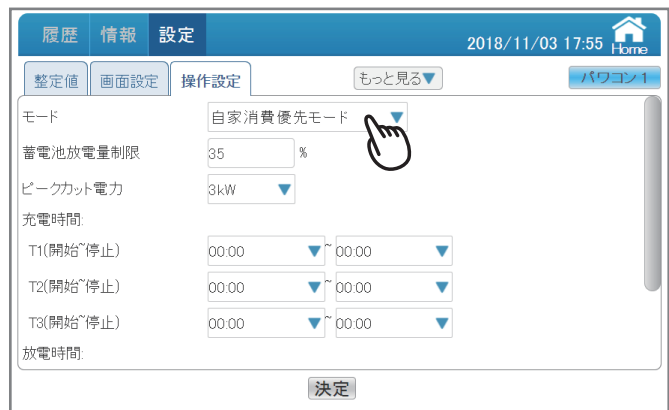 履歴 情報 設定 2018/11/03 17:55 Home
整定値 画面設定 操作設定 もっと見る▼ パワコン1
モード 自家消費優先モード ▼
蓄電池放電量制限 35 %
ピークカット電力 3kW ▼
充電時間:
T1(開始~停止) 00:00 ▼ ~ 00:00 ▼
T2(開始~停止) 00:00 ▼ ~ 00:00 ▼
T3(開始~停止) 00:00 ▼ ~ 00:00 ▼
放電時間:
決定